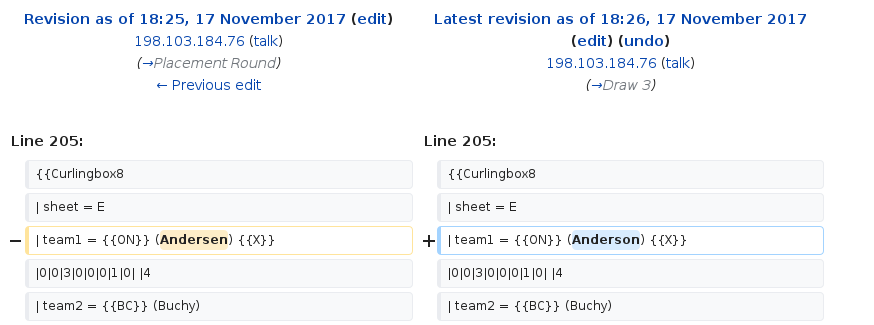 Revision as of 18:25, 17 November 2017 (edit)
198.103.184.76 (talk)
(→Placement Round)
← Previous edit
Latest revision as of 18:26, 17 November 2017
(edit) (undo)
198.103.184.76 (talk)
(→Draw 3)
Line 205:
Line 205:
{{Curlingbox8
{{Curlingbox8
| sheet = E
| sheet = E
− | team1 = {{ON}} (Andersen) {{X}}
+ | team1 = {{ON}} (Anderson) {{X}}
|0|0|3|0|0|0|1|0| |4
|0|0|3|0|0|0|1|0| |4
| team2 = {{BC}} (Buchy)
| team2 = {{BC}} (Buchy)